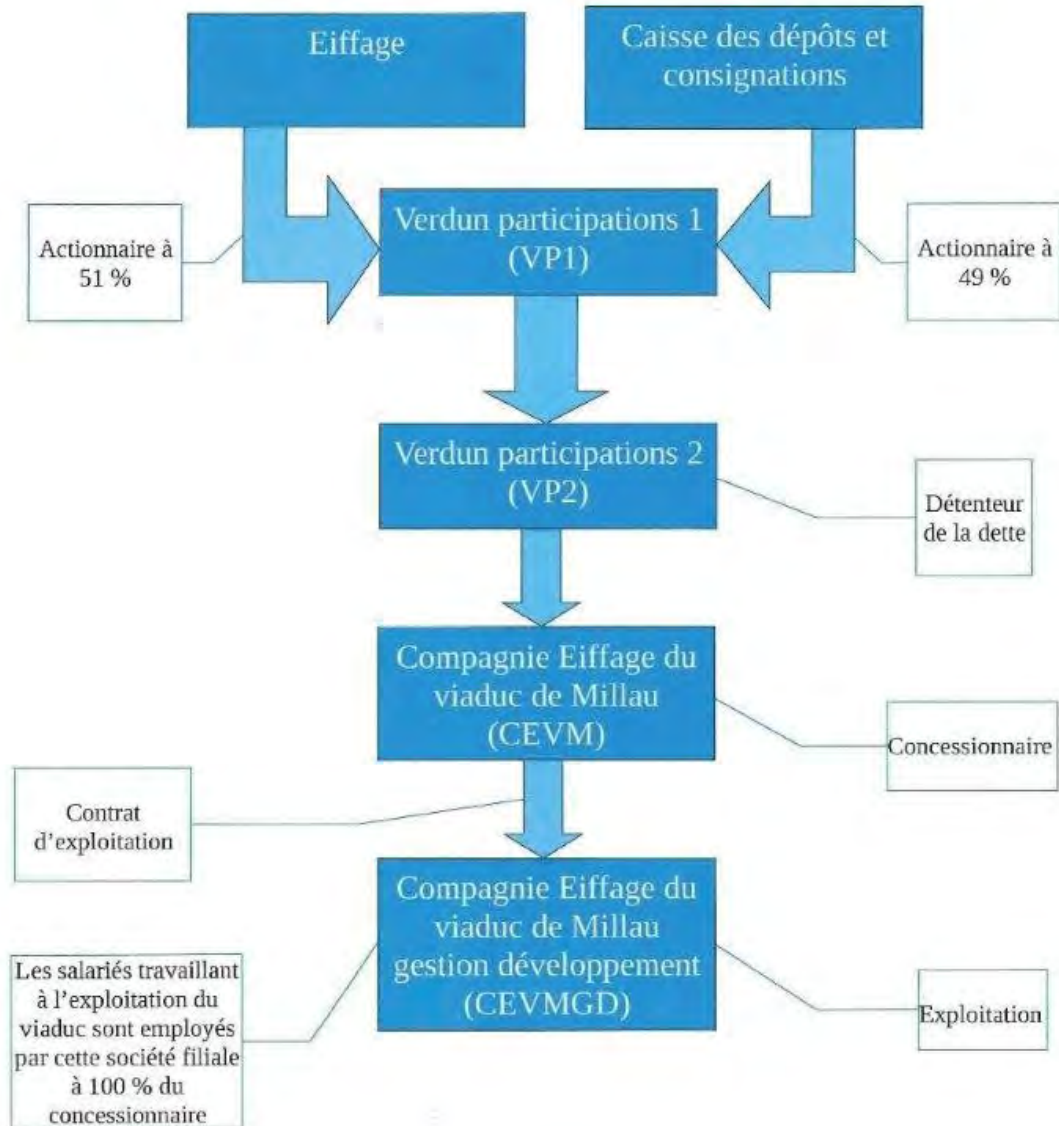 Eiffage
Caisse des dépôts et
consignations
Actionnaire à
51 %
Verdun participations 1
(VP1)
Actionnaire à
49 %
Verdun participations 2
(VP2)
Détenteur
de la dette
Compagnie Eiffage du
viaduc de Millau
(CEVM)
Concessionnaire
Contrat
d’exploitation
Compagnie Eiffage du
viaduc de Millau
gestion développement
(CEVMGD)
Les salariés travaillant
à l’exploitation du
viaduc sont employés
par cette société filiale
à 100 % du
concessionnaire
Exploitation